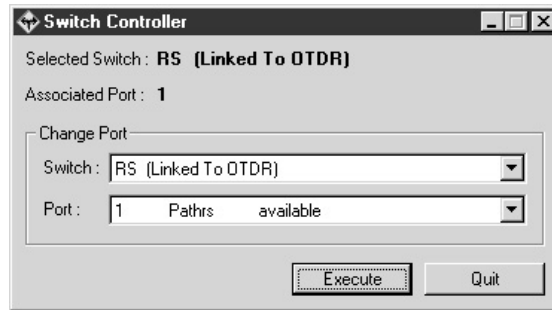 Switch Controller
Selected Switch : RS (Linked To OTDR)
Associated Port : 1
Change Port
Switch : RS (Linked To OTDR)
Port : 1 Pathrs available
Execute Quit